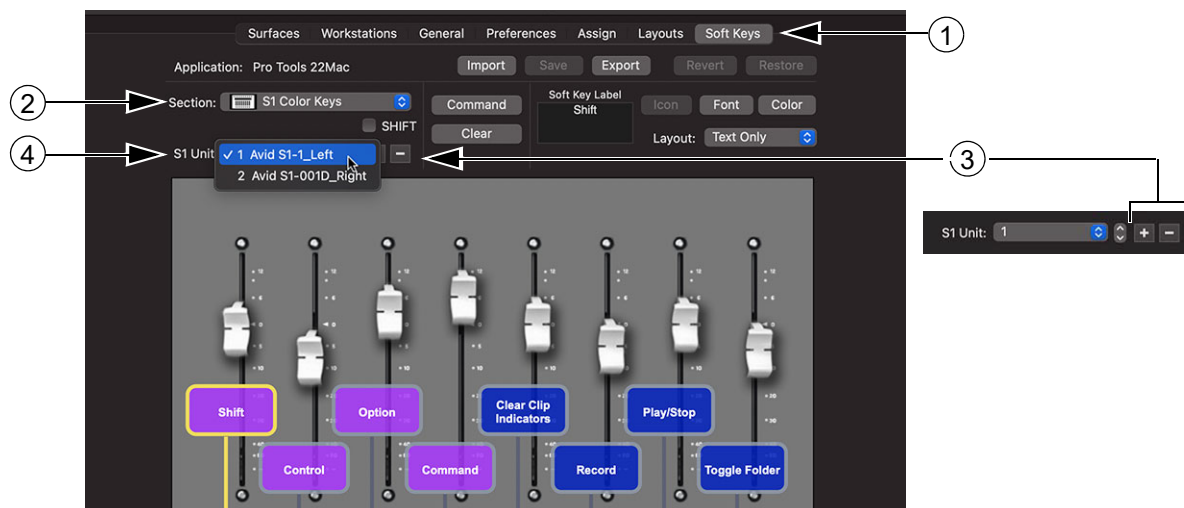 Surfaces Workstations General Preferences Assign Layouts Soft Keys
1
Application: Pro Tools 22Mac
Import Save Export Revert Restore
2
Section: S1 Color Keys
SHIFT
Command
Clear
Soft Key Label
Shift
Icon Font Color
Layout: Text Only
4
S1 Unit
✓ 1 Avid S1-1_Left
2 Avid S1-001D_Right
−
3
S1 Unit: 1 + −
Shift
Option
Clear Clip
Indicators
Play/Stop
Control
Command
Record
Toggle Folder